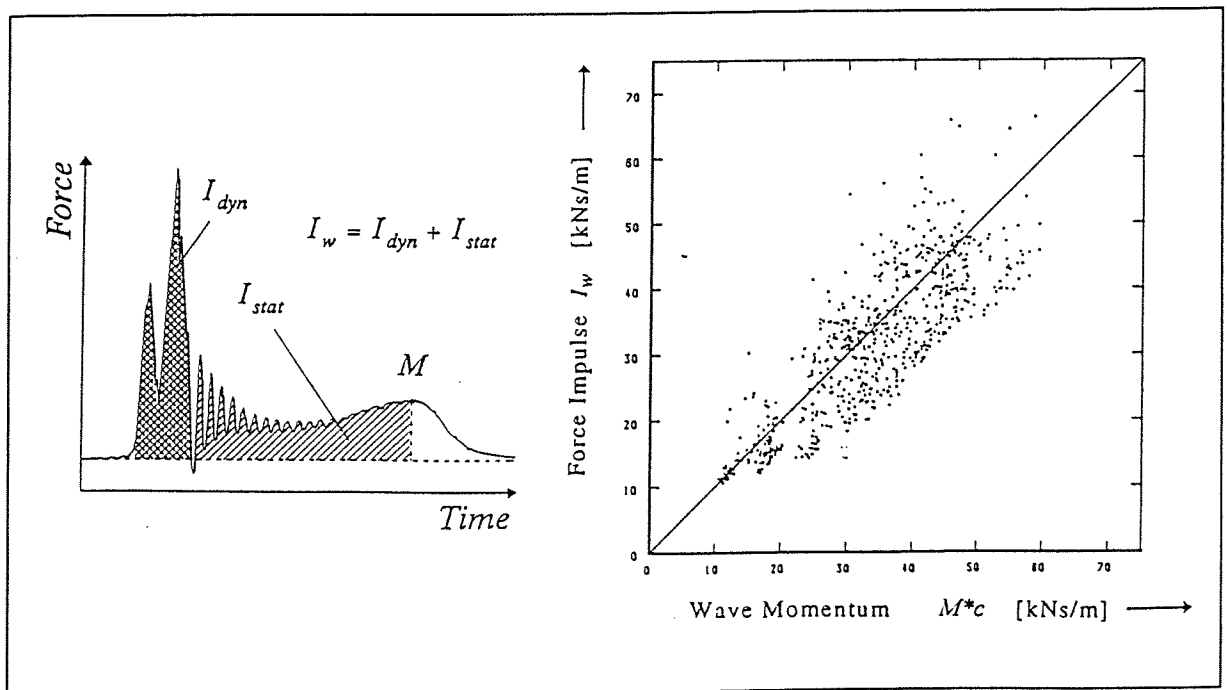 Force
I_dyn
I_w = I_dyn + I_stat
I_stat
M
Time
Force Impulse I_w [kNs/m]
70
60
50
40
30
20
10
0
0 10 20 30 40 50 60 70
Wave Momentum M*c [kNs/m]